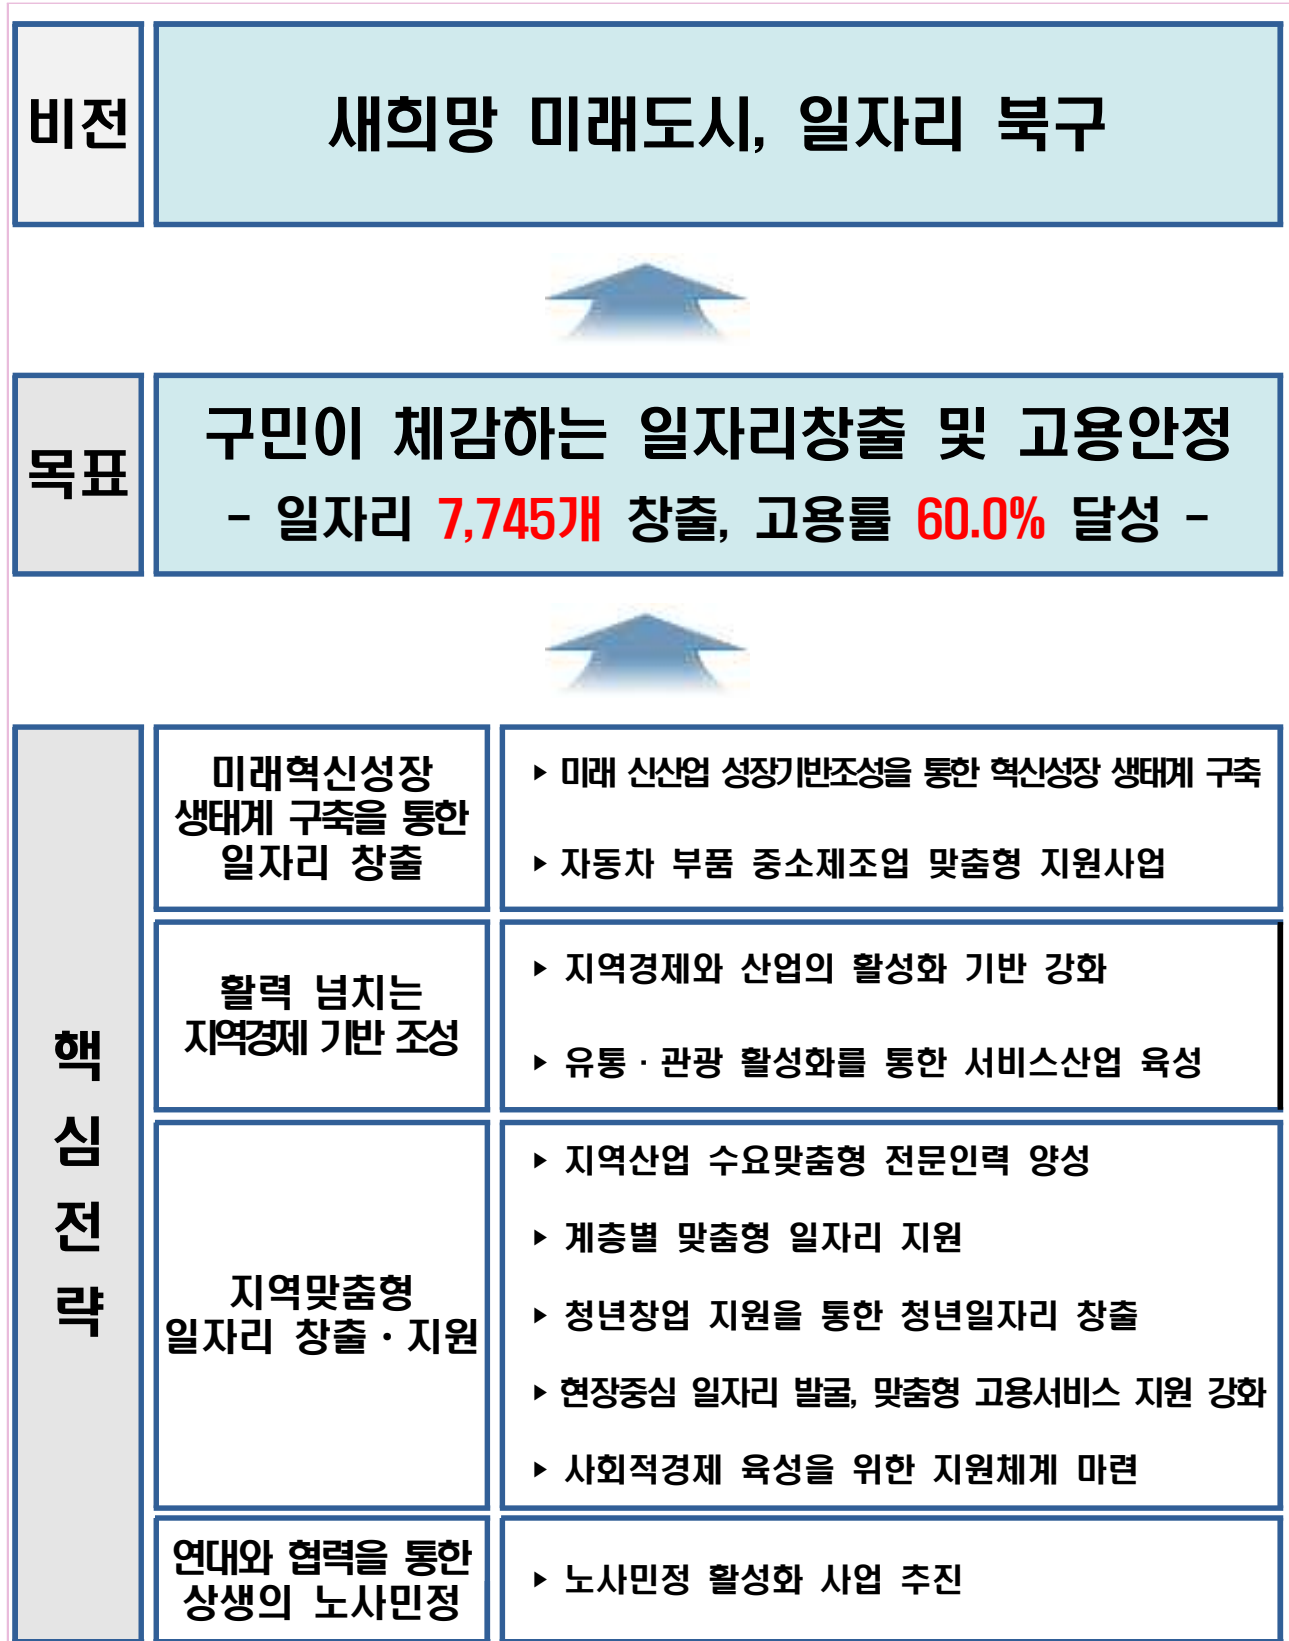 비전
새희망 미래도시, 일자리 북구
목표
구민이 체감하는 일자리창출 및 고용안정
- 일자리 7,745개 창출, 고용률 60.0% 달성 -
핵
심
전
략
미래혁신성장
생태계 구축을 통한
일자리 창출
▸ 미래 신산업 성장기반조성을 통한 혁신성장 생태계 구축
▸ 자동차 부품 중소제조업 맞춤형 지원사업
활력 넘치는
지역경제 기반 조성
▸ 지역경제와 산업의 활성화 기반 강화
▸ 유통·관광 활성화를 통한 서비스산업 육성
지역맞춤형
일자리 창출·지원
▸ 지역산업 수요맞춤형 전문인력 양성
▸ 계층별 맞춤형 일자리 지원
▸ 청년창업 지원을 통한 청년일자리 창출
▸ 현장중심 일자리 발굴, 맞춤형 고용서비스 지원 강화
▸ 사회적경제 육성을 위한 지원체계 마련
연대와 협력을 통한
상생의 노사민정
▸ 노사민정 활성화 사업 추진